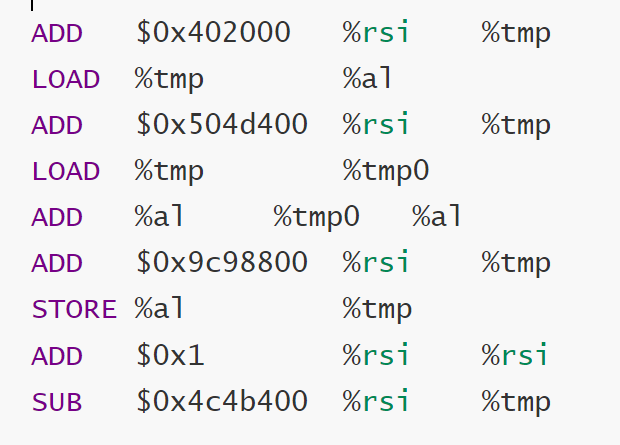 ADD $0x402000 %rsi %tmp
LOAD %tmp %al
ADD $0x504d400 %rsi %tmp
LOAD %tmp %tmp0
ADD %al %tmp0 %al
ADD $0x9c98800 %rsi %tmp
STORE %al %tmp
ADD $0x1 %rsi %rsi
SUB $0x4c4b400 %rsi %tmp